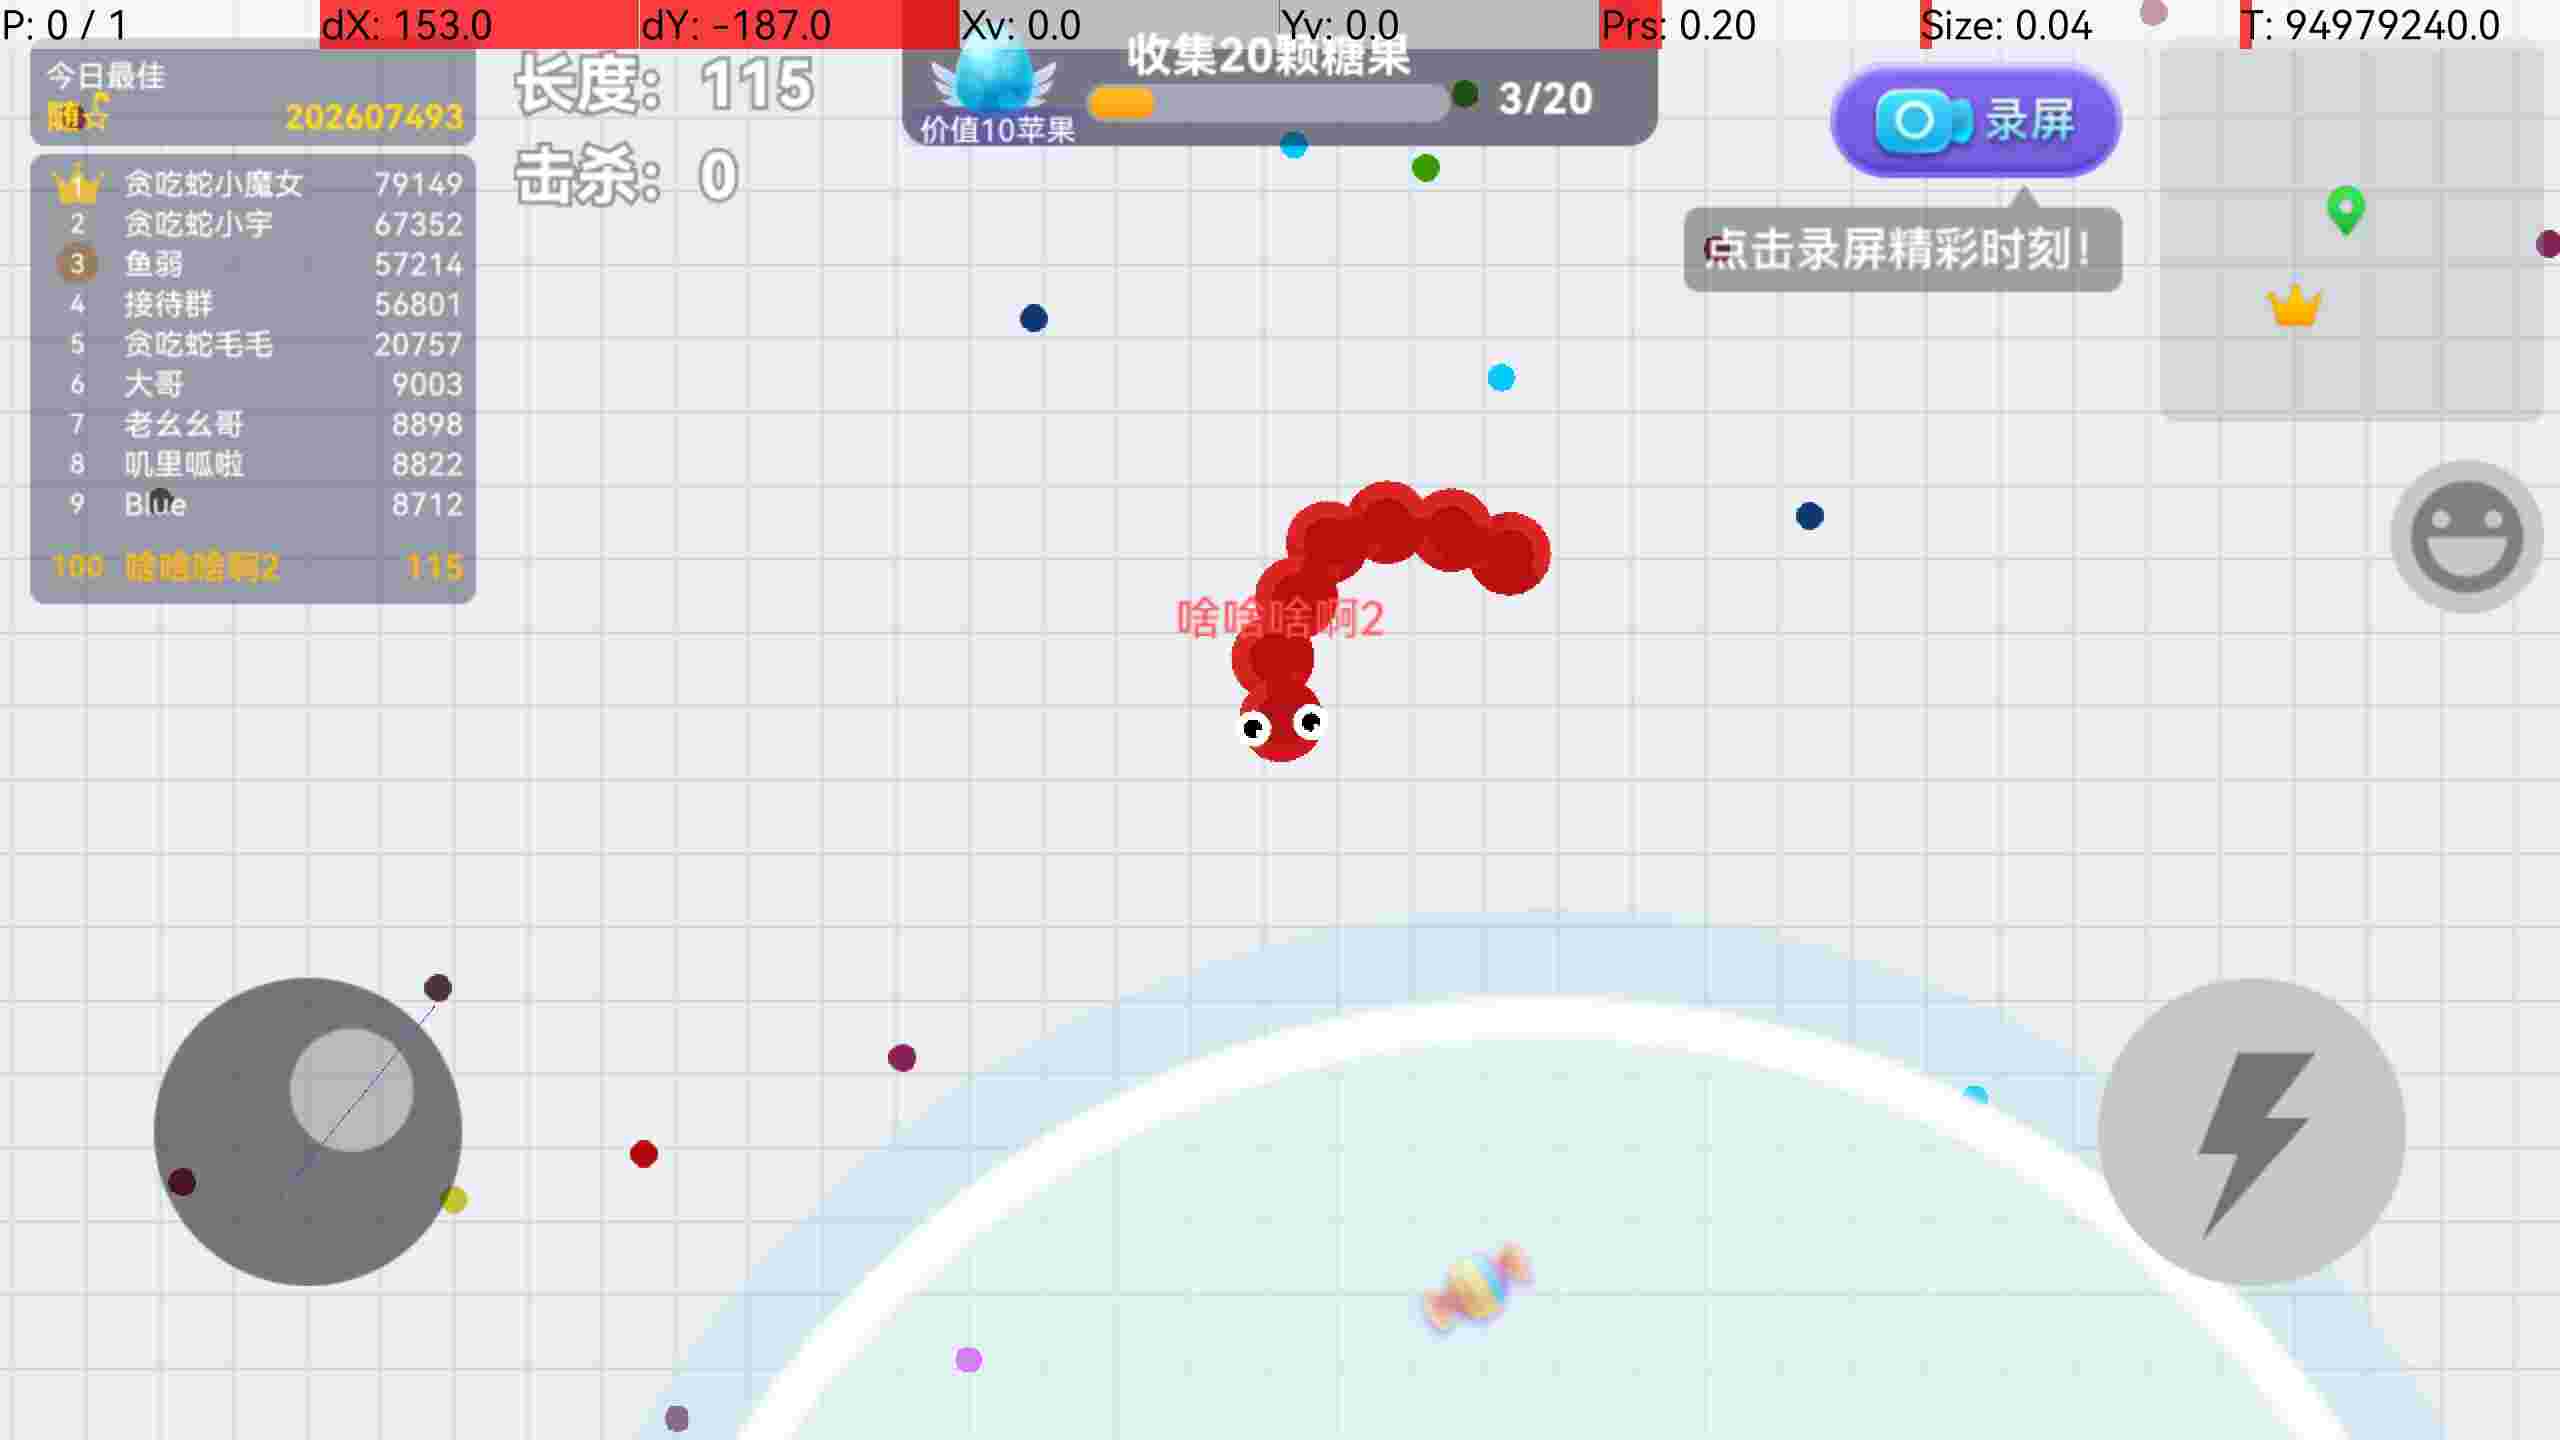 P: 0 / 1 dX: 153.0 dY: -187.0 Xv: 0.0 Yv: 0.0 Prs: 0.20 Size: 0.04 T: 94979240.0
今日最佳
随 202607493
1 贪吃蛇小魔女 79149
2 贪吃蛇小宇 67352
3 鱼弱 57214
4 接待群 56801
5 贪吃蛇毛毛 20757
6 大哥 9003
7 老幺幺哥 8898
8 叽里呱啦 8822
9 Blue 8712
100 啥啥啥啊2 115
长度: 115
击杀: 0
收集20颗糖果
3/20
价值10苹果
录屏
点击录屏精彩时刻!
啥啥啥啊2